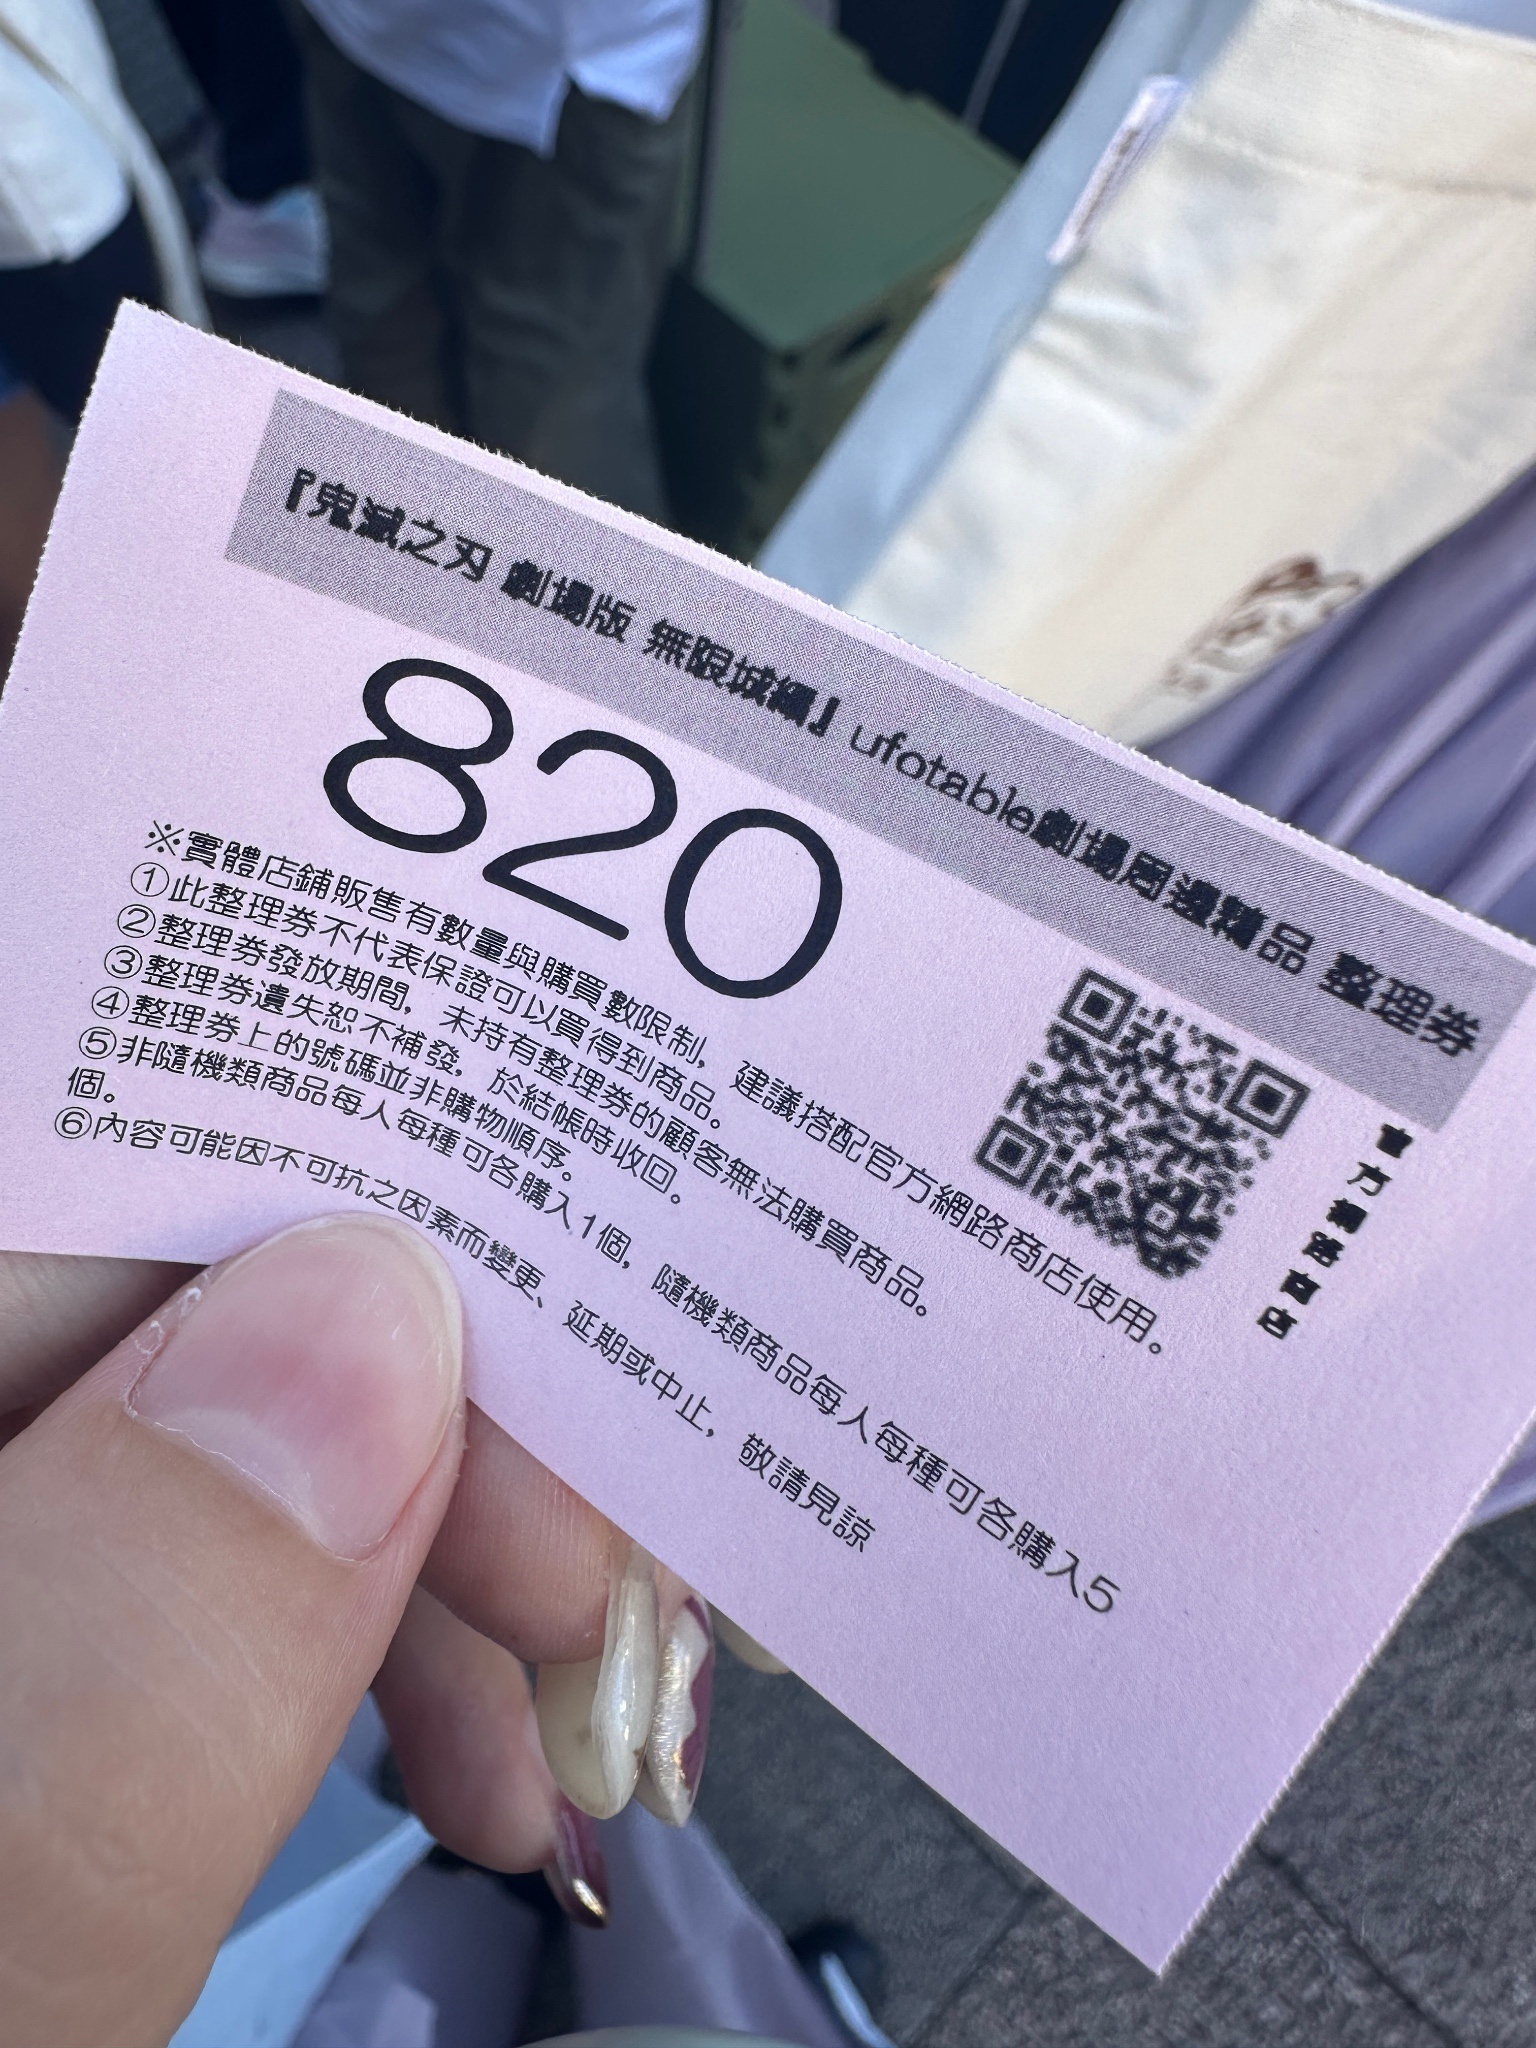 『鬼滅之刃 劇場版 無限城編』ufotable劇場周邊精品 整理券
820
官方網路商店
※實體店鋪販售有數量與購買數限制，建議搭配官方網路商店使用。
①此整理券不代表保證可以買得到商品。
②整理券發放期間，未持有整理券的顧客無法購買商品。
③整理券遺失恕不補發，於結帳時收回。
④整理券上的號碼並非購物順序。
⑤非隨機類商品每人每種可各購入1個，隨機類商品每人每種可各購入5
個。
⑥內容可能因不可抗之因素而變更、延期或中止，敬請見諒